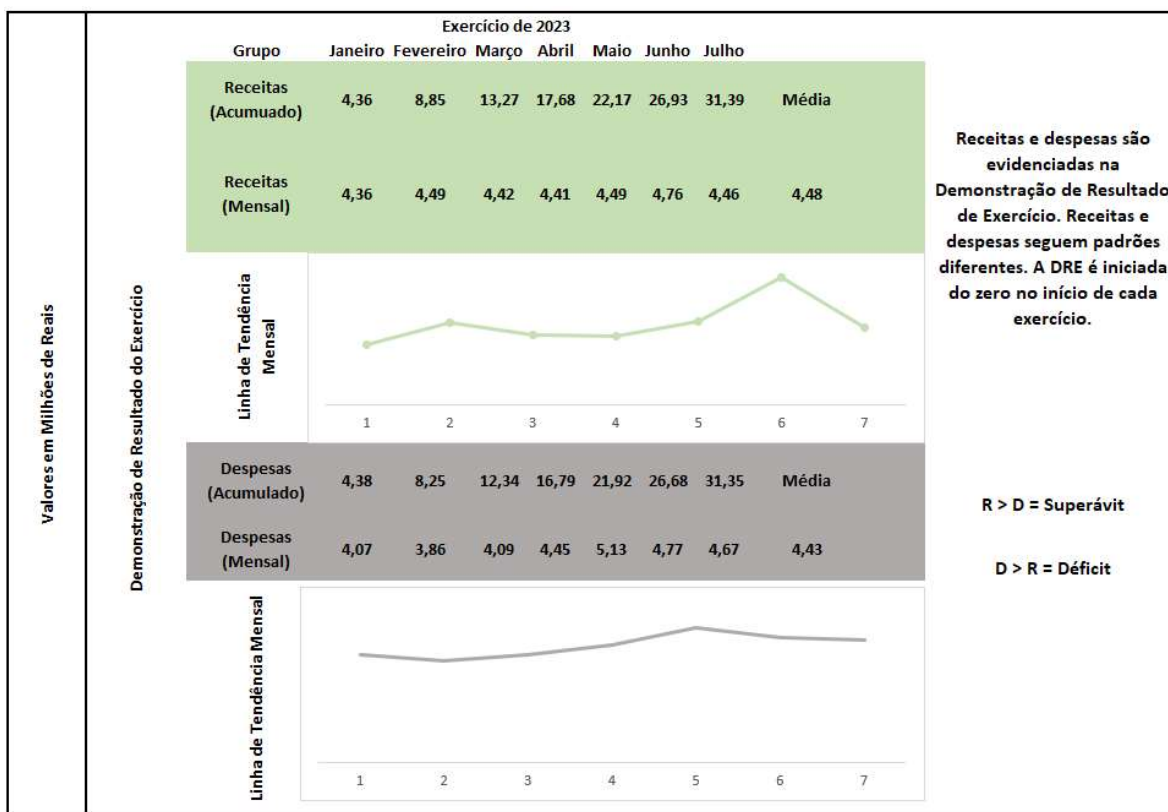 Valores em Milhões de Reais
Demonstração de Resultado do Exercício
Exercício de 2023
Grupo Janeiro Fevereiro Março Abril Maio Junho Julho
Receitas
(Acumuado) 4,36 8,85 13,27 17,68 22,17 26,93 31,39 Média
Receitas
(Mensal) 4,36 4,49 4,42 4,41 4,49 4,76 4,46 4,48
Linha de Tendência
Mensal
1 2 3 4 5 6 7
Despesas
(Acumulado) 4,38 8,25 12,34 16,79 21,92 26,68 31,35 Média
Despesas
(Mensal) 4,07 3,86 4,09 4,45 5,13 4,77 4,67 4,43
Linha de Tendência Mensal
1 2 3 4 5 6 7
Receitas e despesas são
evidenciadas na
Demonstração de Resultado
de Exercício. Receitas e
despesas seguem padrões
diferentes. A DRE é iniciada
do zero no início de cada
exercício.
R > D = Superávit
D > R = Déficit